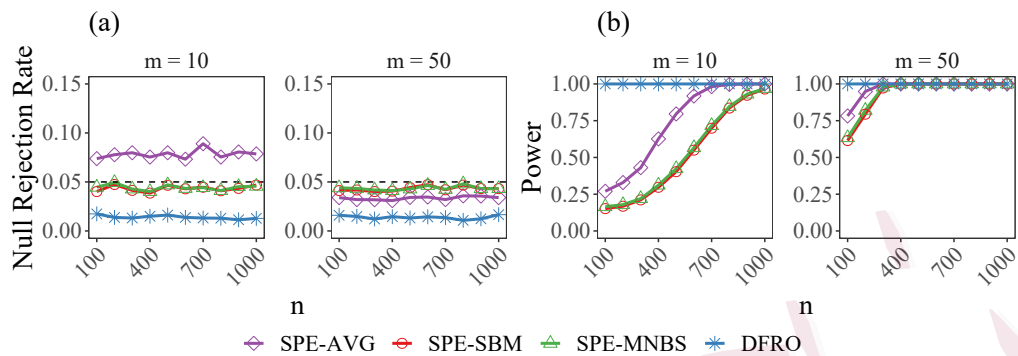 (a)
(b)
m = 10
m = 50
m = 10
m = 50
Null Rejection Rate
0.15
0.10
0.05
0.00
0.15
0.10
0.05
0.00
Power
1.00
0.75
0.50
0.25
0.00
1.00
0.75
0.50
0.25
0.00
100 400 700 1000
100 400 700 1000
100 400 700 1000
100 400 700 1000
n
n
SPE-AVG SPE-SBM SPE-MNBS DFRO